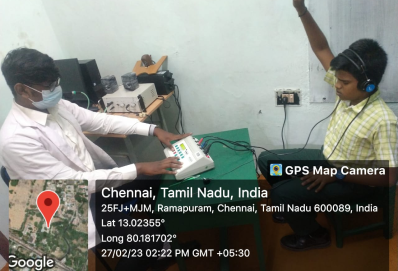 GPS Map Camera
Chennai, Tamil Nadu, India
25FJ+MJM, Ramapuram, Chennai, Tamil Nadu 600089, India
Lat 13.02355°
Long 80.181702°
27/02/23 02:22 PM GMT +05:30
Google